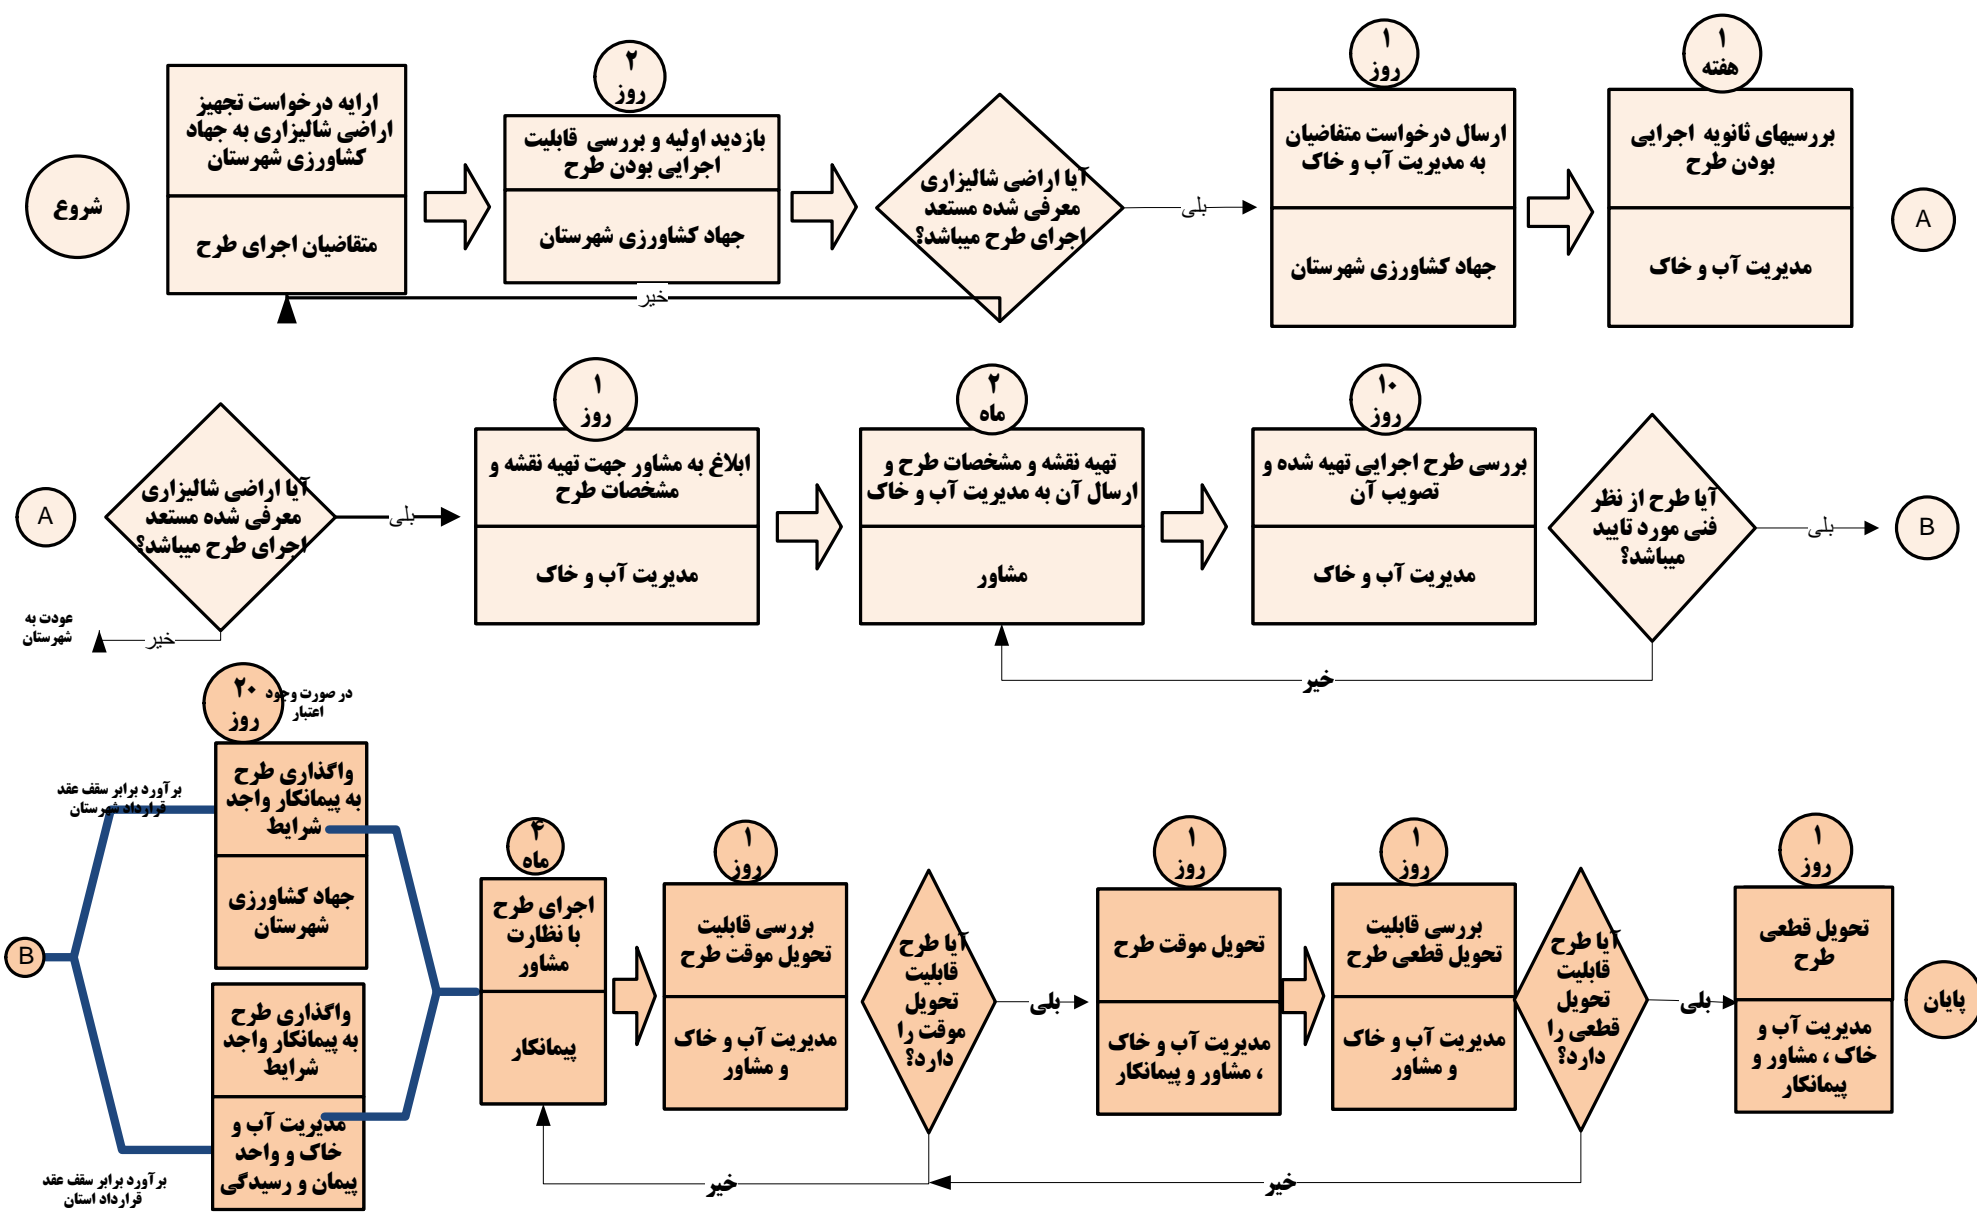 شروع
ارایه درخواست تجهیز
اراضی شالیزاری به جهاد
کشاورزی شهرستان
متقاضیان اجرای طرح
۲
روز
بازدید اولیه و بررسی قابلیت
اجرایی بودن طرح
جهاد کشاورزی شهرستان
آیا اراضی شالیزاری
معرفی شده مستعد
اجرای طرح میباشد؟
بلی
خیر
۱
روز
ارسال درخواست متقاضیان
به مدیریت آب و خاک
جهاد کشاورزی شهرستان
۱
هفته
بررسیهای ثانویه اجرایی
بودن طرح
مدیریت آب و خاک
A
A
آیا اراضی شالیزاری
معرفی شده مستعد
اجرای طرح میباشد؟
بلی
خیر
عودت به
شهرستان
۱
روز
ابلاغ به مشاور جهت تهیه نقشه و
مشخصات طرح
مدیریت آب و خاک
۲
ماه
تهیه نقشه و مشخصات طرح و
ارسال آن به مدیریت آب و خاک
مشاور
۱۰
روز
بررسی طرح اجرایی تهیه شده و
تصویب آن
مدیریت آب و خاک
آیا طرح از نظر
فنی مورد تایید
میباشد؟
بلی
خیر
B
B
برآورد برابر سقف عقد
قرارداد شهرستان
۲۰
روز
در صورت وجود
اعتبار
واگذاری طرح
به پیمانکار واجد
شرایط
جهاد کشاورزی
شهرستان
برآورد برابر سقف عقد
قرارداد استان
واگذاری طرح
به پیمانکار واجد
شرایط
مدیریت آب و
خاک و واحد
پیمان و رسیدگی
۴
ماه
اجرای طرح
با نظارت
مشاور
پیمانکار
۱
روز
بررسی قابلیت
تحویل موقت طرح
مدیریت آب و خاک
و مشاور
آیا طرح
قابلیت
تحویل
موقت را
دارد؟
بلی
خیر
۱
روز
تحویل موقت طرح
مدیریت آب و خاک
، مشاور و پیمانکار
۱
روز
بررسی قابلیت
تحویل قطعی طرح
مدیریت آب و خاک
و مشاور
آیا طرح
قابلیت
تحویل
قطعی را
دارد؟
بلی
خیر
۱
روز
تحویل قطعی
طرح
مدیریت آب و
خاک ، مشاور و
پیمانکار
پایان